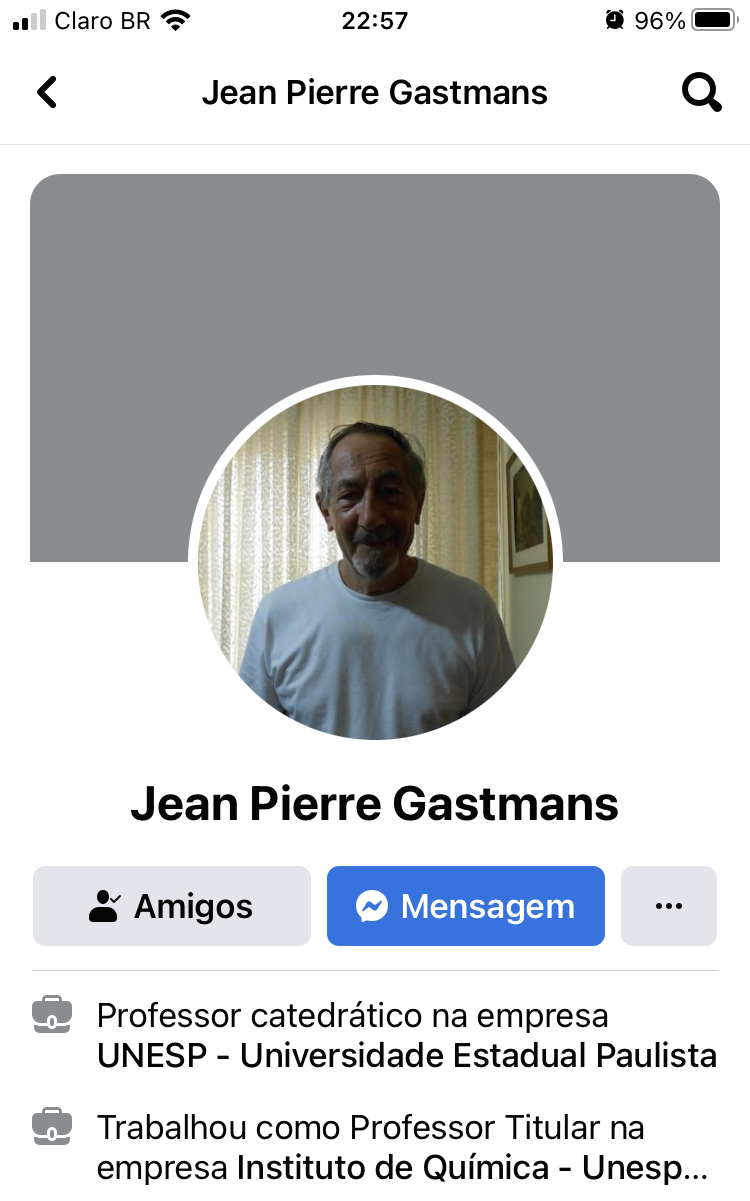 Claro BR 22:57 96%
Jean Pierre Gastmans
Jean Pierre Gastmans
Amigos Mensagem ...
Professor catedrático na empresa
UNESP - Universidade Estadual Paulista
Trabalhou como Professor Titular na
empresa Instituto de Química - Unesp...